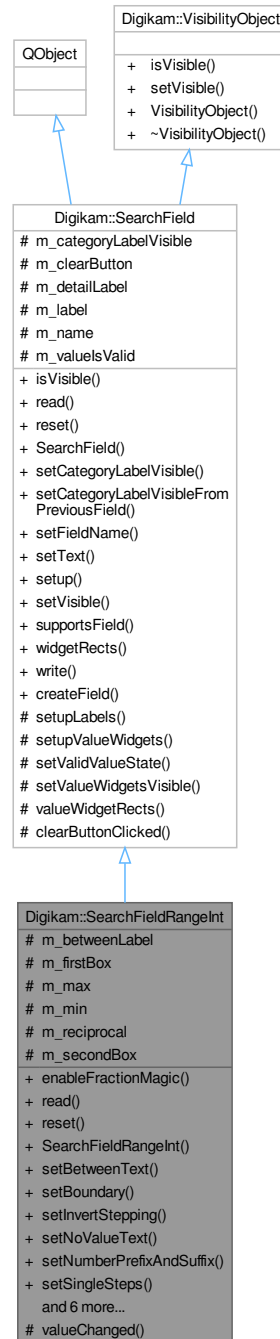 Digikam::VisibilityObject
+ isVisible()
+ setVisible()
+ VisibilityObject()
+ ~VisibilityObject()
QObject
Digikam::SearchField
# m_categoryLabelVisible
# m_clearButton
# m_detailLabel
# m_label
# m_name
# m_valueIsValid
+ isVisible()
+ read()
+ reset()
+ SearchField()
+ setCategoryLabelVisible()
+ setCategoryLabelVisibleFrom
PreviousField()
+ setFieldName()
+ setText()
+ setup()
+ setVisible()
+ supportsField()
+ widgetRects()
+ write()
+ createField()
# setupLabels()
# setupValueWidgets()
# setValidValueState()
# setValueWidgetsVisible()
# valueWidgetRects()
# clearButtonClicked()
Digikam::SearchFieldRangeInt
# m_betweenLabel
# m_firstBox
# m_max
# m_min
# m_reciprocal
# m_secondBox
+ enableFractionMagic()
+ read()
+ reset()
+ SearchFieldRangeInt()
+ setBetweenText()
+ setBoundary()
+ setInvertStepping()
+ setNoValueText()
+ setNumberPrefixAndSuffix()
+ setSingleSteps()
and 6 more...
# valueChanged()